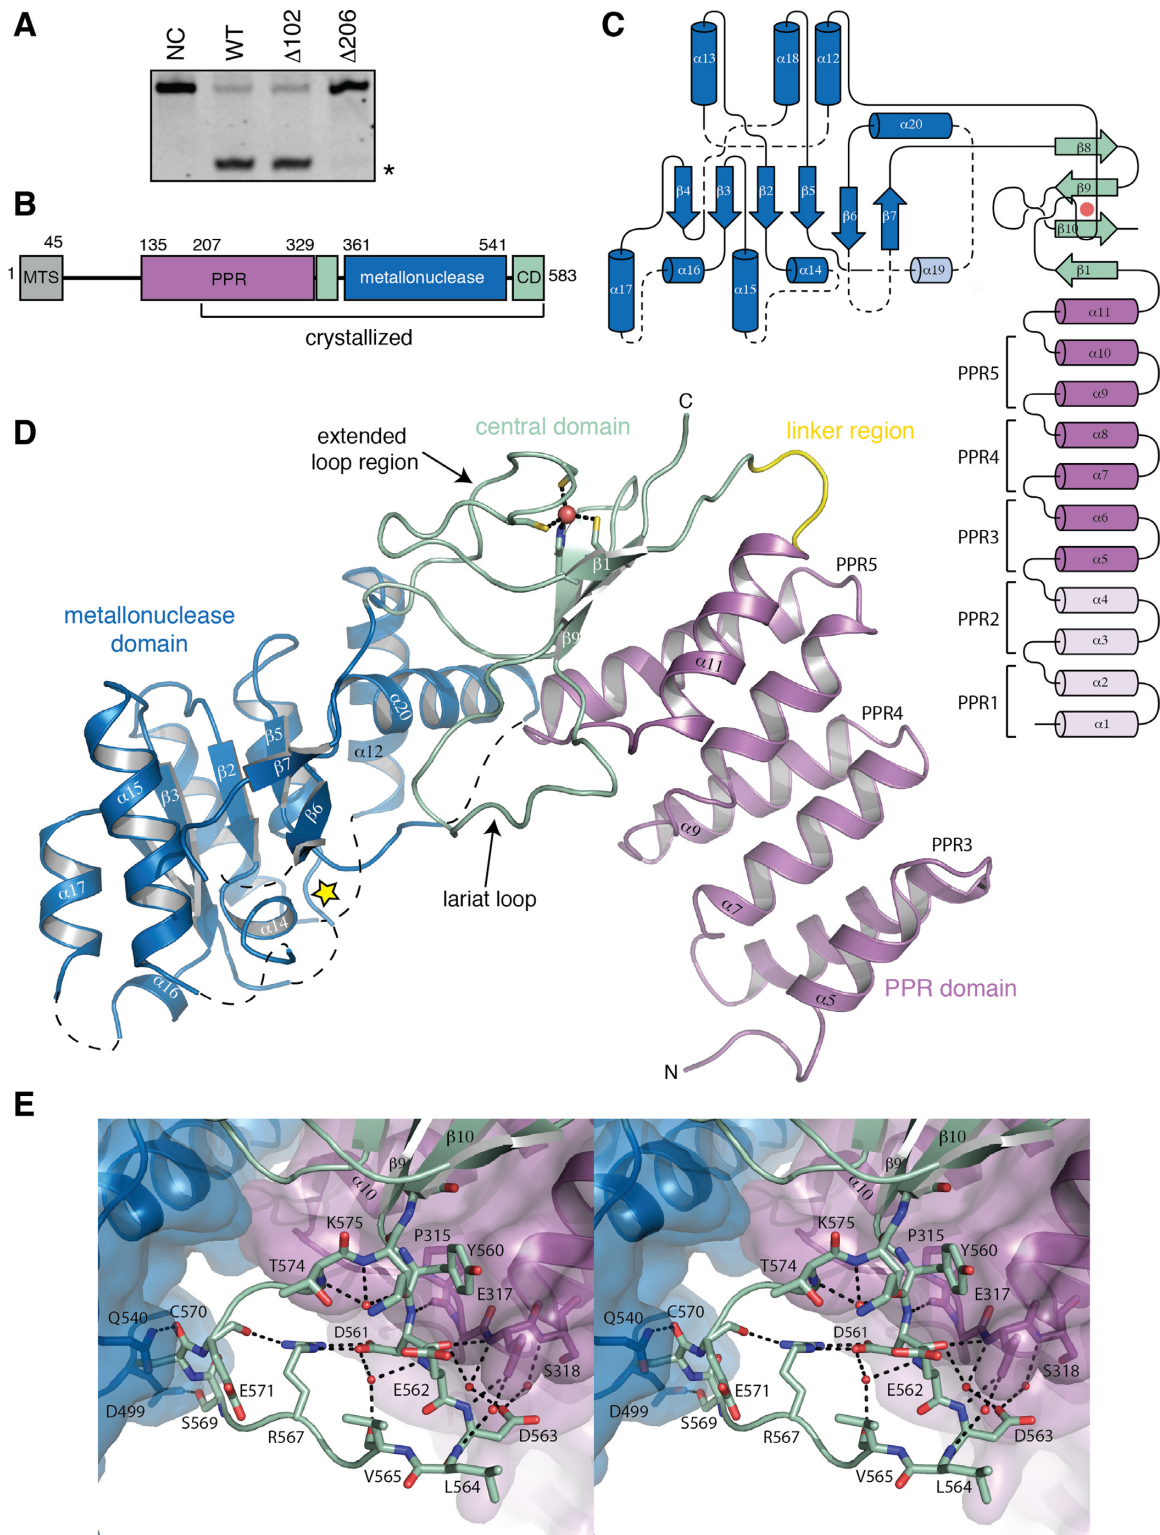 A
NC
WT
Δ102
Δ206
*
B
45
135
207
329
361
541
1
MTS
PPR
metallonuclease
CD
583
crystallized
C
α13
α18
α12
α20
β8
β4
β3
β2
β5
β9
β6
β7
β10
α17
α16
α15
α14
α19
β1
α11
PPR5
α10
α9
PPR4
α8
α7
PPR3
α6
α5
PPR2
α4
α3
PPR1
α2
α1
D
extended
loop region
central domain
C
linker region
β1
PPR5
β9
metallonuclease
domain
α11
α20
PPR4
β5
α12
β2
β7
α15
β3
β6
α9
PPR3
α17
lariat loop
α7
α14
α16
α5
PPR domain
N
E
β10
β9
α10
K575
P315
Y560
T574
E317
Q540
C570
D561
S318
E571
E562
D499
S569
R567
D563
V565
L564
β10
β9
α10
K575
P315
Y560
T574
E317
Q540
C570
D561
S318
E571
E562
D499
S569
R567
D563
V565
L564